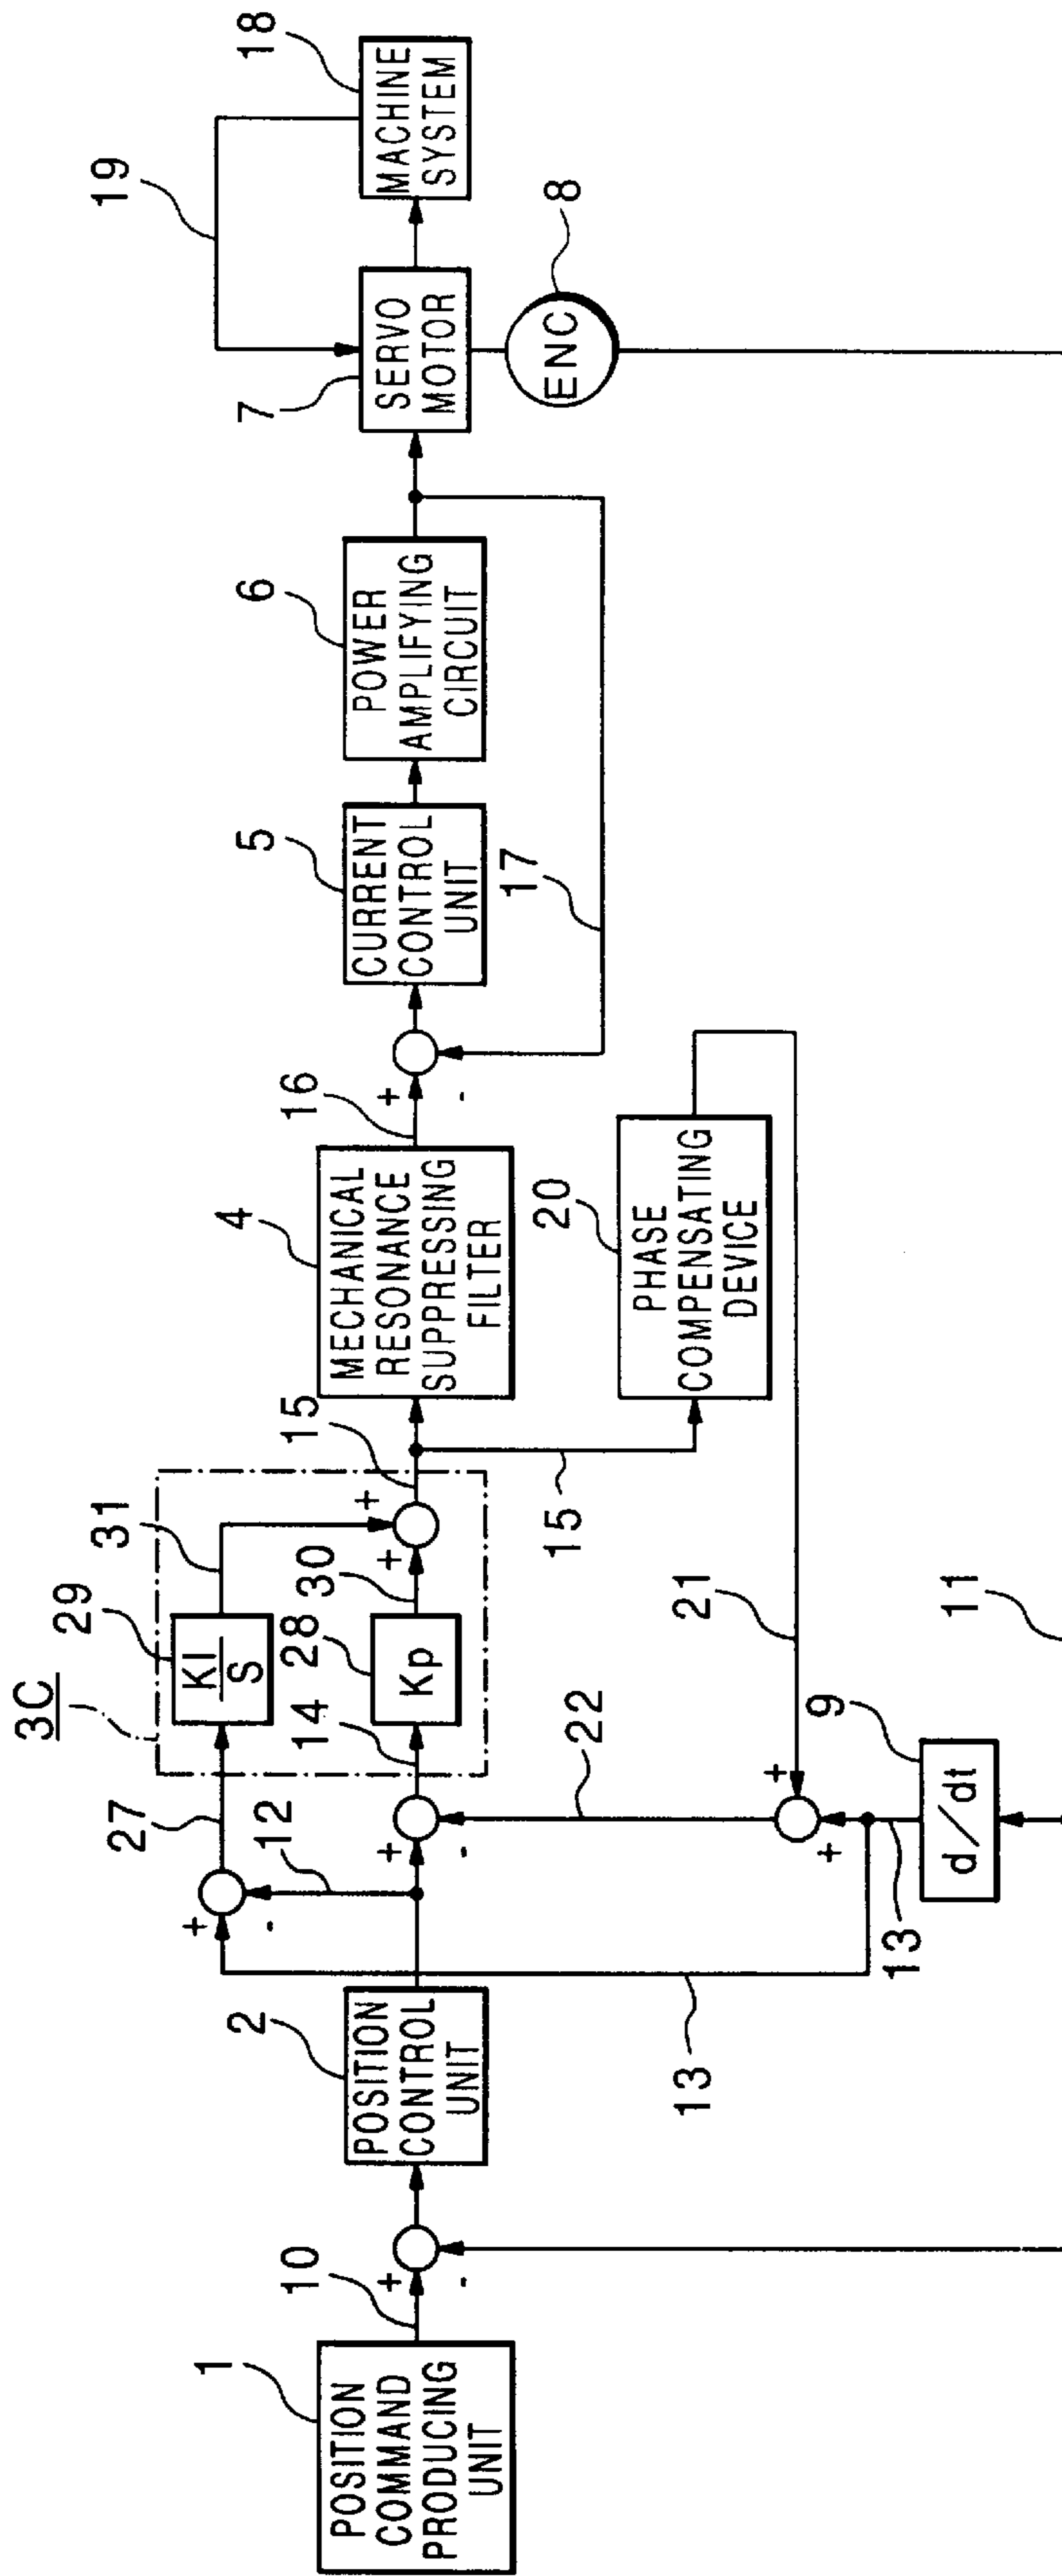 1
POSITION
COMMAND
PRODUCING
UNIT
10
+
-
2
POSITION
CONTROL
UNIT
13
12
27
+
-
+
-
3C
29
KI
S
31
14
28
Kp
30
+
+
15
15
22
21
+
+
13
9
d/dt
11
4
MECHANICAL
RESONANCE
SUPPRESSING
FILTER
16
+
-
20
PHASE
COMPENSATING
DEVICE
17
5
CURRENT
CONTROL
UNIT
6
POWER
AMPLIFYING
CIRCUIT
7
SERVO
MOTOR
8
ENC
19
18
MACHINE
SYSTEM